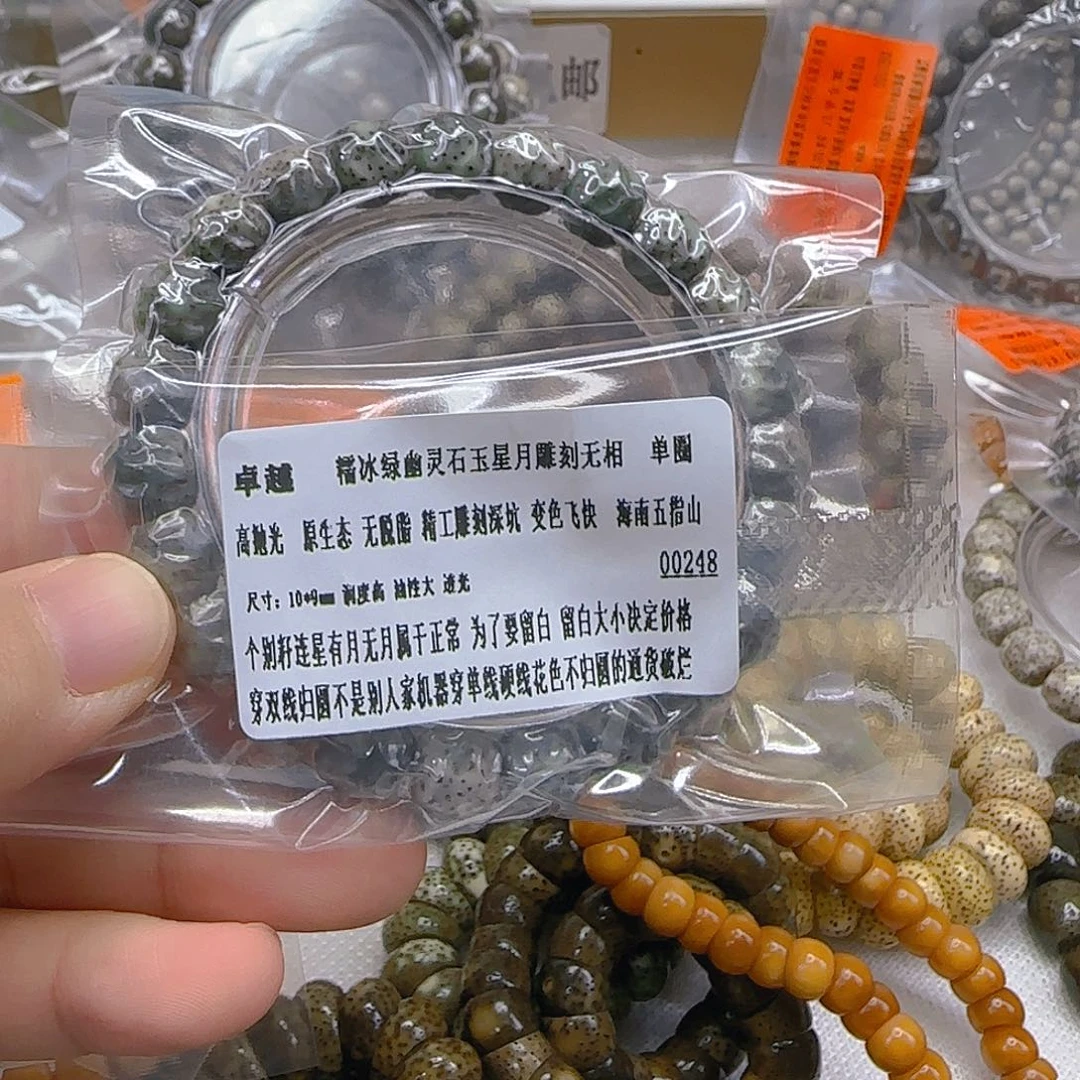 卓越 糯冰绿幽灵石玉星月雕刻无相 单圈
高抛光 原生态 无脱脂 精工雕刻深坑 变色飞快 海南五指山
00248
尺寸：10*9mm 润度高 油性大 透光
个别籽连星有月无月属于正常 为了要留白 留白大小决定价格
穿双线归圆不是别人家机器穿单线硬线花色不归圆的通货破烂